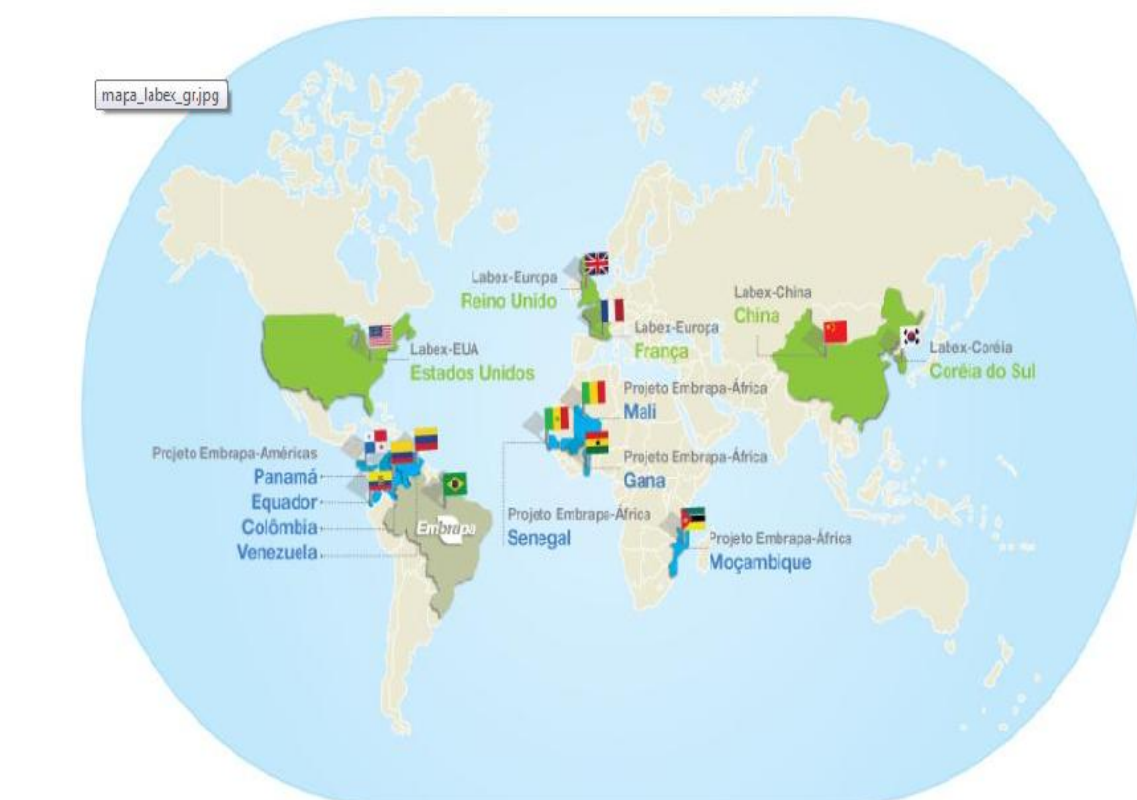 mapa_labex_gr.jpg
Labex-Europa
Reino Unido
Labex-Europa
França
Labex-China
China
Labex-Coréia
Coréia do Sul
Labex-EUA
Estados Unidos
Projeto Embrapa-África
Mali
Projeto Embrapa-África
Gana
Projeto Embrapa-Américas
Panamá
Equador
Colômbia
Venezuela
Embrapa
Projeto Embrapa-África
Senegal
Projeto Embrapa-África
Moçambique